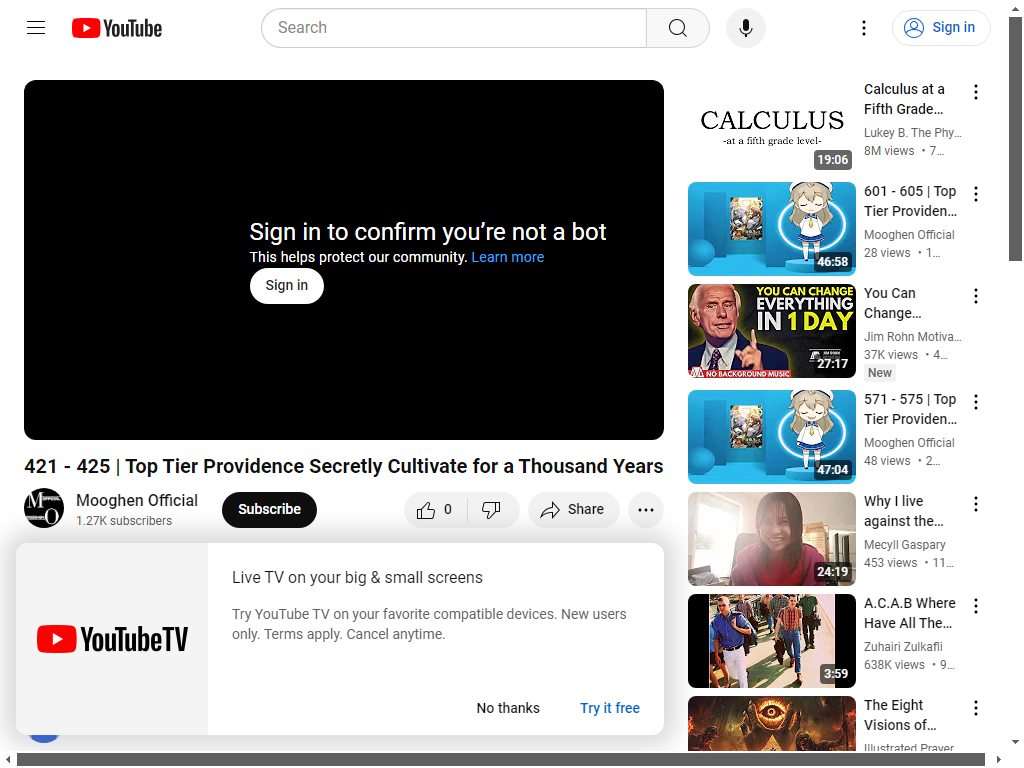 YouTube
Search
Sign in
Sign in to confirm you’re not a bot
This helps protect our community. Learn more
Sign in
421 - 425 | Top Tier Providence Secretly Cultivate for a Thousand Years
Mooghen Official
1.27K subscribers
Subscribe
0
Share
YouTubeTV
Live TV on your big & small screens
Try YouTube TV on your favorite compatible devices. New users
only. Terms apply. Cancel anytime.
No thanks
Try it free
CALCULUS
-at a fifth grade level-
19:06
Calculus at a
Fifth Grade…
Lukey B. The Phy…
8M views • 7…
46:58
601 - 605 | Top
Tier Providen…
Mooghen Official
28 views • 1…
YOU CAN CHANGE
EVERYTHING
IN 1 DAY
NO BACKGROUND MUSIC
27:17
You Can
Change…
Jim Rohn Motiva…
37K views • 4…
New
47:04
571 - 575 | Top
Tier Providen…
Mooghen Official
48 views • 2…
24:19
Why I live
against the…
Mecyll Gaspary
453 views • 11…
3:59
A.C.A.B Where
Have All The…
Zuhairi Zulkafli
638K views • 9…
The Eight
Visions of…
Illustrated Prayer